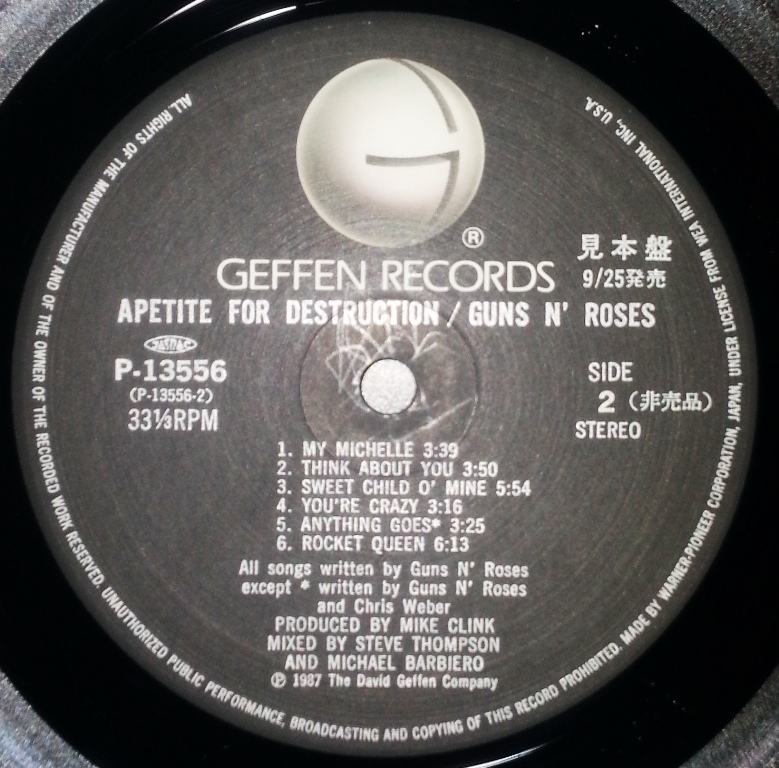 GEFFEN RECORDS
®
見本盤
9/25発売
APETITE FOR DESTRUCTION / GUNS N' ROSES
JASRAC
P-13556
(P-13556-2)
33⅓RPM
SIDE
2 (非売品)
STEREO
1. MY MICHELLE 3:39
2. THINK ABOUT YOU 3:50
3. SWEET CHILD O' MINE 5:54
4. YOU'RE CRAZY 3:16
5. ANYTHING GOES* 3:25
6. ROCKET QUEEN 6:13
All songs written by Guns N' Roses
except * written by Guns N' Roses
and Chris Weber
PRODUCED BY MIKE CLINK
MIXED BY STEVE THOMPSON
AND MICHAEL BARBIERO
℗ 1987 The David Geffen Company
ALL RIGHTS OF THE MANUFACTURER AND OF THE OWNER OF THE RECORDED WORK RESERVED. UNAUTHORIZED PUBLIC PERFORMANCE, BROADCASTING AND COPYING OF THIS RECORD PROHIBITED. MADE BY WARNER-PIONEER CORPORATION, JAPAN, UNDER LICENSE FROM WEA INTERNATIONAL INC., U.S.A.